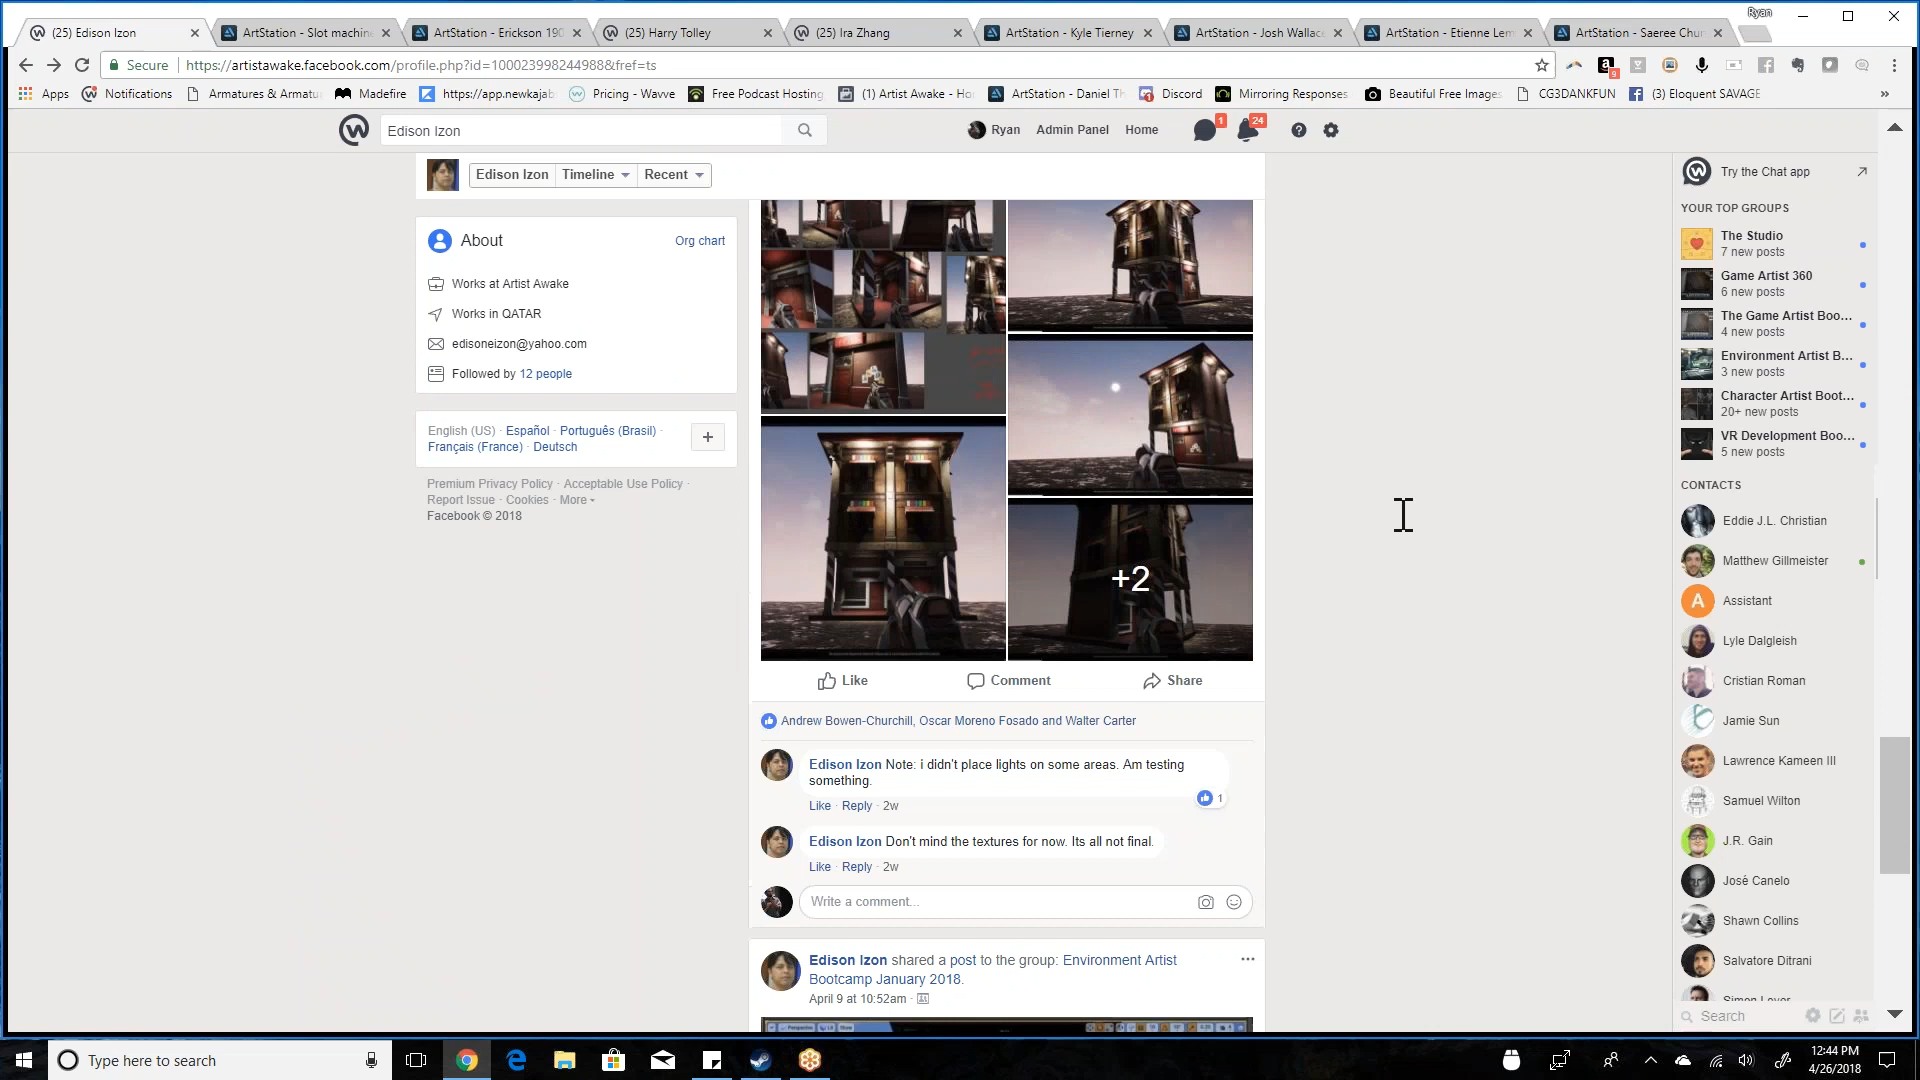 (25) Edison Izon
ArtStation - Slot machin
ArtStation - Erickson 190
(25) Harry Tolley
(25) Ira Zhang
ArtStation - Kyle Tierney
ArtStation - Josh Wallac
ArtStation - Etienne Lem
ArtStation - Saeree Chun
Ryan
Secure
https://artistawake.facebook.com/profile.php?id=100023998244988&fref=ts
Apps
Notifications
Armatures & Armatu
Madefire
https://app.newkajab
Pricing - Wavve
Free Podcast Hosting
(1) Artist Awake - Ho
ArtStation - Daniel Th
Discord
Mirroring Responses
Beautiful Free Images
CG3DANKFUN
(3) Eloquent SAVAGE
Edison Izon
Ryan
Admin Panel
Home
1
24
Edison Izon
Timeline
Recent
About
Org chart
Works at Artist Awake
Works in QATAR
edisoneizon@yahoo.com
Followed by 12 people
English (US) · Español · Português (Brasil) ·
Français (France) · Deutsch
Premium Privacy Policy · Acceptable Use Policy ·
Report Issue · Cookies · More
Facebook © 2018
+2
Like
Comment
Share
Andrew Bowen-Churchill, Oscar Moreno Fosado and Walter Carter
Edison Izon Note: i didn't place lights on some areas. Am testing
something.
1
Like · Reply · 2w
Edison Izon Don't mind the textures for now. Its all not final.
Like · Reply · 2w
Write a comment...
Edison Izon shared a post to the group: Environment Artist
Bootcamp January 2018.
April 9 at 10:52am ·
Try the Chat app
YOUR TOP GROUPS
The Studio
7 new posts
Game Artist 360
6 new posts
The Game Artist Boo...
4 new posts
Environment Artist B...
3 new posts
Character Artist Boot...
20+ new posts
VR Development Boo...
5 new posts
CONTACTS
Eddie J.L. Christian
Matthew Gillmeister
A
Assistant
Lyle Dalgleish
Cristian Roman
Jamie Sun
Lawrence Kameen III
Samuel Wilton
J.R. Gain
José Canelo
Shawn Collins
Salvatore Ditrani
Search
Type here to search
12:44 PM
4/26/2018